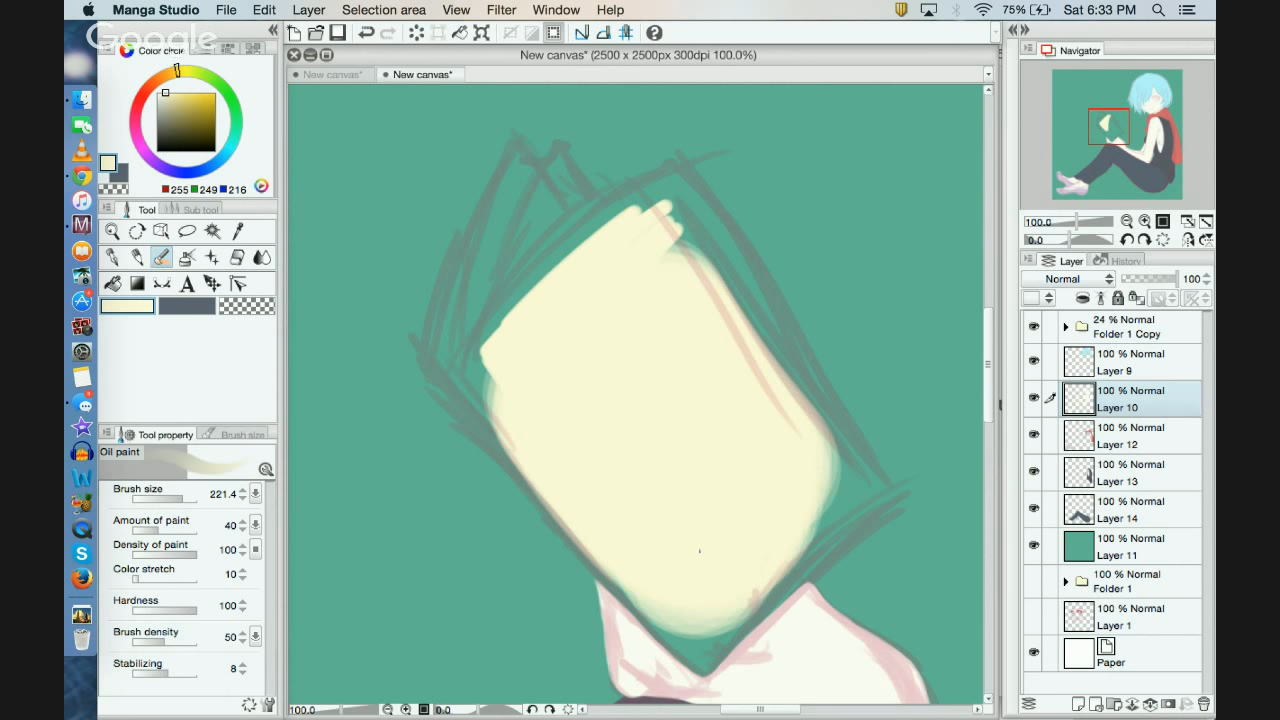 Manga Studio File Edit Layer Selection area View Filter Window Help
75% Sat 6:33 PM
Google
Color circle
New canvas* (2500 x 2500px 300dpi 100.0%)
New canvas*
New canvas*
Navigator
255 249 216
Tool
Sub tool
100.0
0.0
Layer
History
Normal
100
24 % Normal
Folder 1 Copy
100 % Normal
Layer 9
100 % Normal
Layer 10
100 % Normal
Layer 12
100 % Normal
Layer 13
100 % Normal
Layer 14
100 % Normal
Layer 11
100 % Normal
Folder 1
100 % Normal
Layer 1
Paper
Tool property
Brush size
Oil paint
Brush size 221.4
Amount of paint 40
Density of paint 100
Color stretch 10
Hardness 100
Brush density 50
Stabilizing 8
100.0
0.0